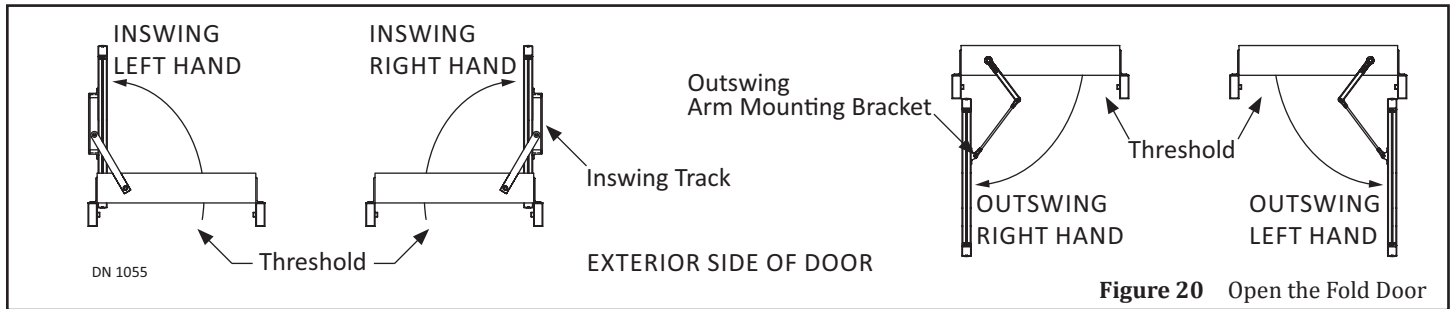 INSWING
LEFT HAND
INSWING
RIGHT HAND
Inswing Track
Threshold
DN 1055
EXTERIOR SIDE OF DOOR
Outswing
Arm Mounting Bracket
Threshold
OUTSWING
RIGHT HAND
OUTSWING
LEFT HAND
Figure 20 Open the Fold Door